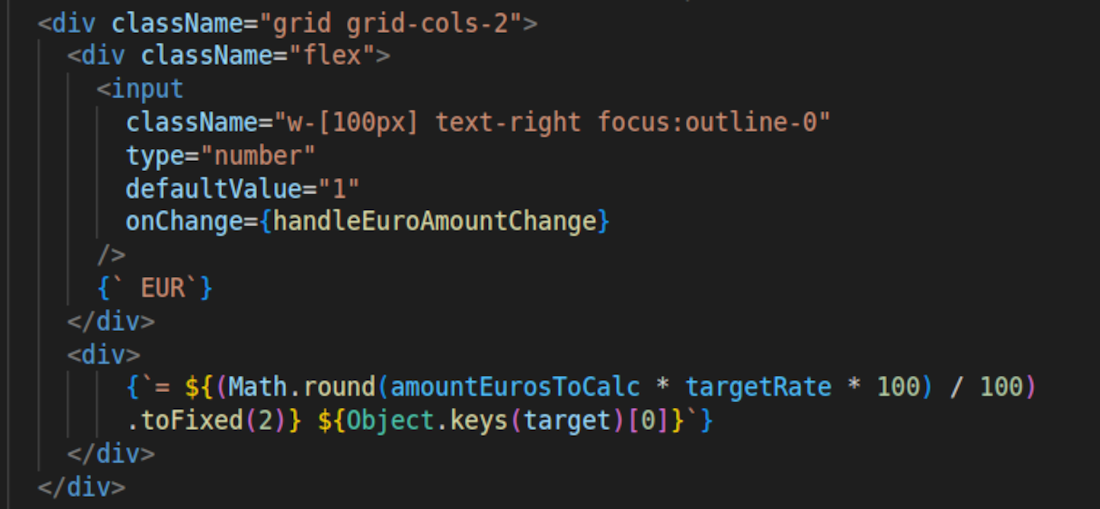 <div className="grid grid-cols-2">
<div className="flex">
<input
className="w-[100px] text-right focus:outline-0"
type="number"
defaultValue="1"
onChange={handleEuroAmountChange}
/>
{` EUR`}
</div>
<div>
{`= ${(Math.round(amountEurosToCalc * targetRate * 100) / 100)
.toFixed(2)} ${Object.keys(target)[0]}`}
</div>
</div>